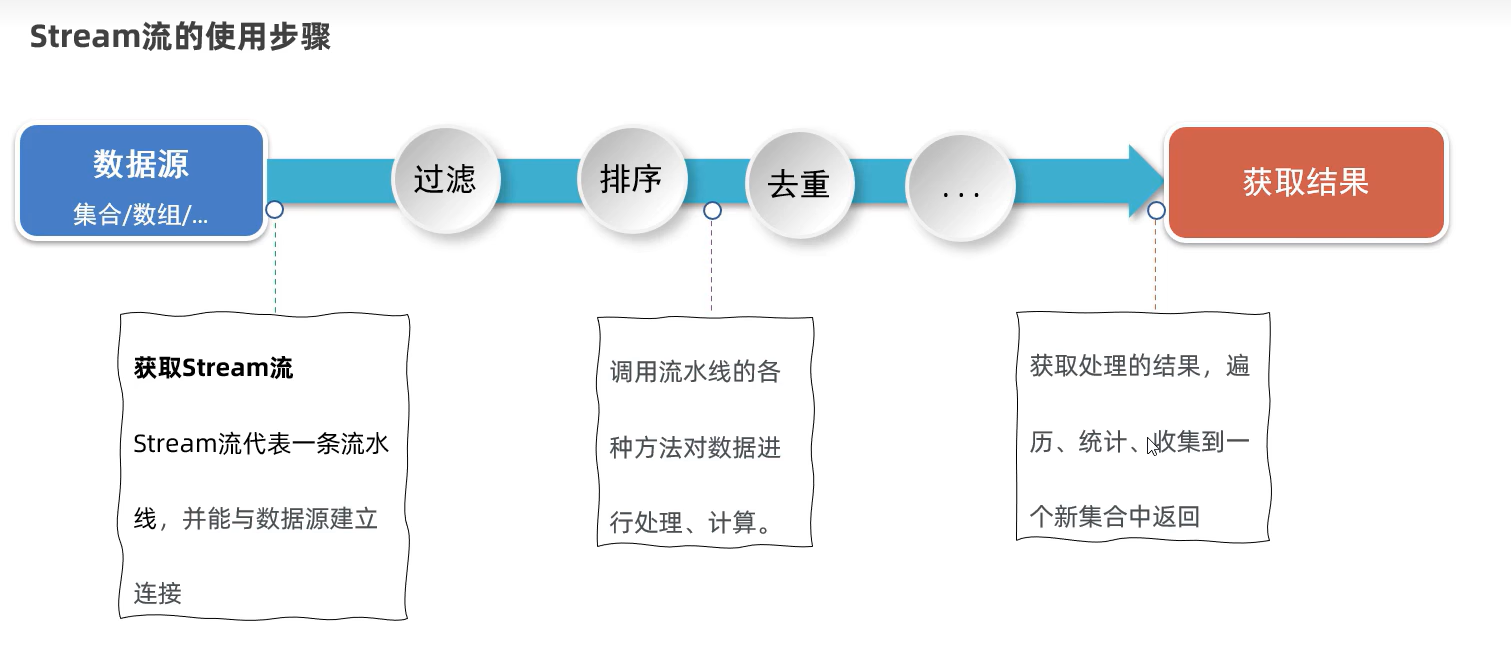 Stream流的使用步骤
数据源
集合/数组/...
过滤
排序
去重
...
获取结果
获取Stream流
Stream流代表一条流水
线，并能与数据源建立
连接
调用流水线的各
种方法对数据进
行处理、计算。
获取处理的结果，遍
历、统计、收集到一
个新集合中返回